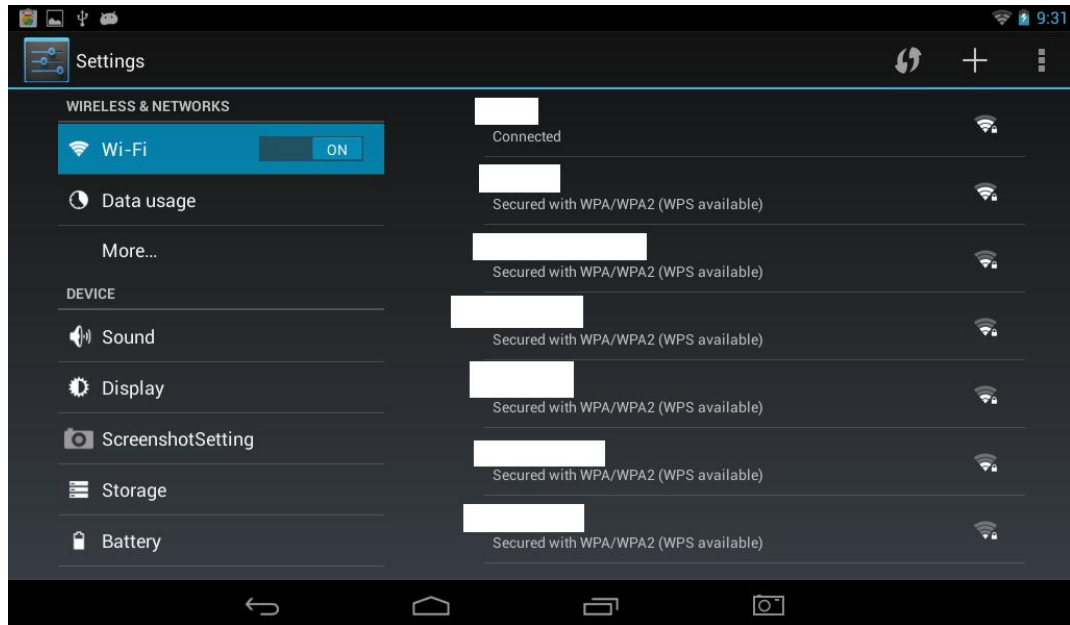 9:31
Settings
WIRELESS & NETWORKS
Wi-Fi
ON
Data usage
More...
DEVICE
Sound
Display
ScreenshotSetting
Storage
Battery
Connected
Secured with WPA/WPA2 (WPS available)
Secured with WPA/WPA2 (WPS available)
Secured with WPA/WPA2 (WPS available)
Secured with WPA/WPA2 (WPS available)
Secured with WPA/WPA2 (WPS available)
Secured with WPA/WPA2 (WPS available)